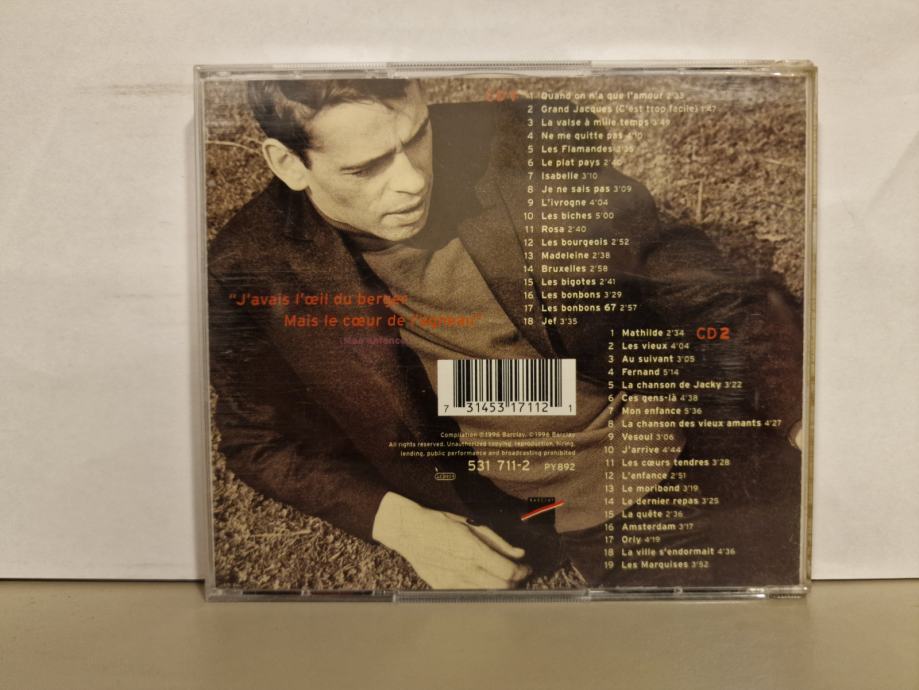 CD 1
1 Quand on n'a que l'amour 2'33
2 Grand Jacques (C'est trop facile) 1'47
3 La valse à mille temps 3'49
4 Ne me quitte pas 4'10
5 Les Flamandes
6 Le plat pays 2'40
7 Isabelle 3'10
8 Je ne sais pas 3'09
9 L'ivrogne 4'04
10 Les biches 5'00
11 Rosa 2'40
12 Les bourgeois 2'52
13 Madeleine 2'38
14 Bruxelles 2'58
15 Les bigotes 2'41
16 Les bonbons 3'29
17 Les bonbons 67 2'57
18 Jef 3'35
"J'avais l'œil du berger
Mais le cœur de l'agneau"
Mon enfance
CD 2
1 Mathilde 2'34
2 Les vieux 4'04
3 Au suivant 3'05
4 Fernand 5'14
5 La chanson de Jacky 3'22
6 Ces gens-là 4'38
7 Mon enfance 5'36
8 La chanson des vieux amants 4'27
9 Vesoul 3'06
10 J'arrive 4'44
11 Les cœurs tendres 3'28
12 L'enfance 2'51
13 Le moribond 3'19
14 Le dernier repas 3'25
15 La quête 2'36
16 Amsterdam 3'17
17 Orly 4'19
18 La ville s'endormait 4'36
19 Les Marquises 3'52
7 31453 17112 1
Compilation ℗1996 Barclay. ©1996 Barclay
All rights reserved. Unauthorized copying, reproduction, hiring,
lending, public performance and broadcasting prohibited
531 711-2 PY892
BARCLAY